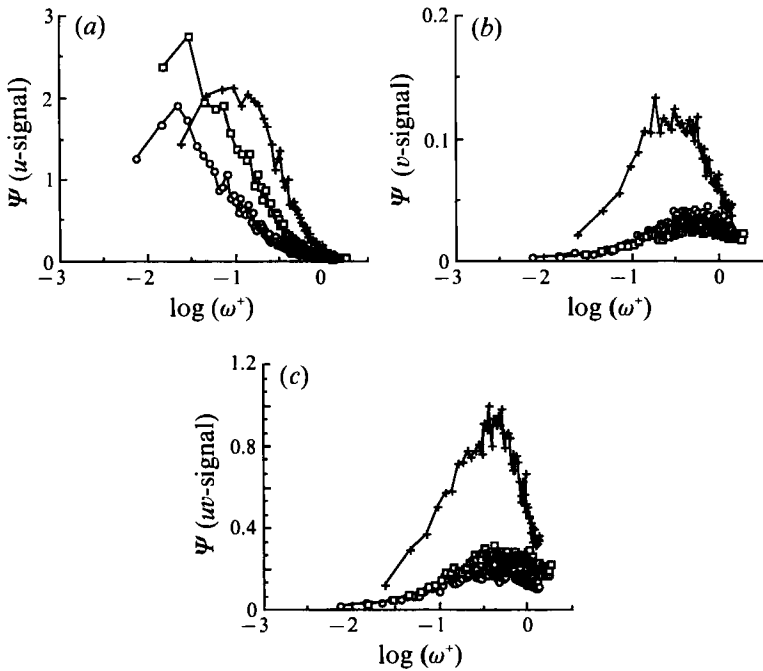 (a)
3
2
1
0
Ψ (u-signal)
−3
−2
−1
0
log (ω⁺)
(b)
0.2
0.1
0
Ψ (v-signal)
−3
−2
−1
0
log (ω⁺)
(c)
1.2
0.8
0.4
0
Ψ (uv-signal)
−3
−2
−1
0
log (ω⁺)